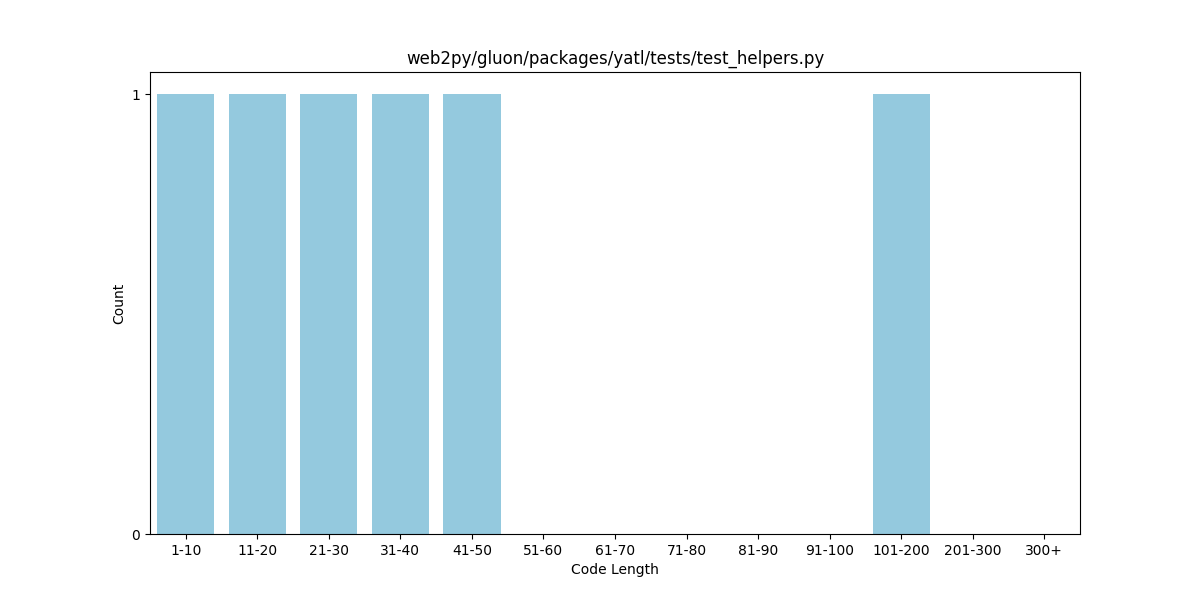 web2py/gluon/packages/yatl/tests/test_helpers.py
1
Count
0
1-10 11-20 21-30 31-40 41-50 51-60 61-70 71-80 81-90 91-100 101-200 201-300 300+
Code Length